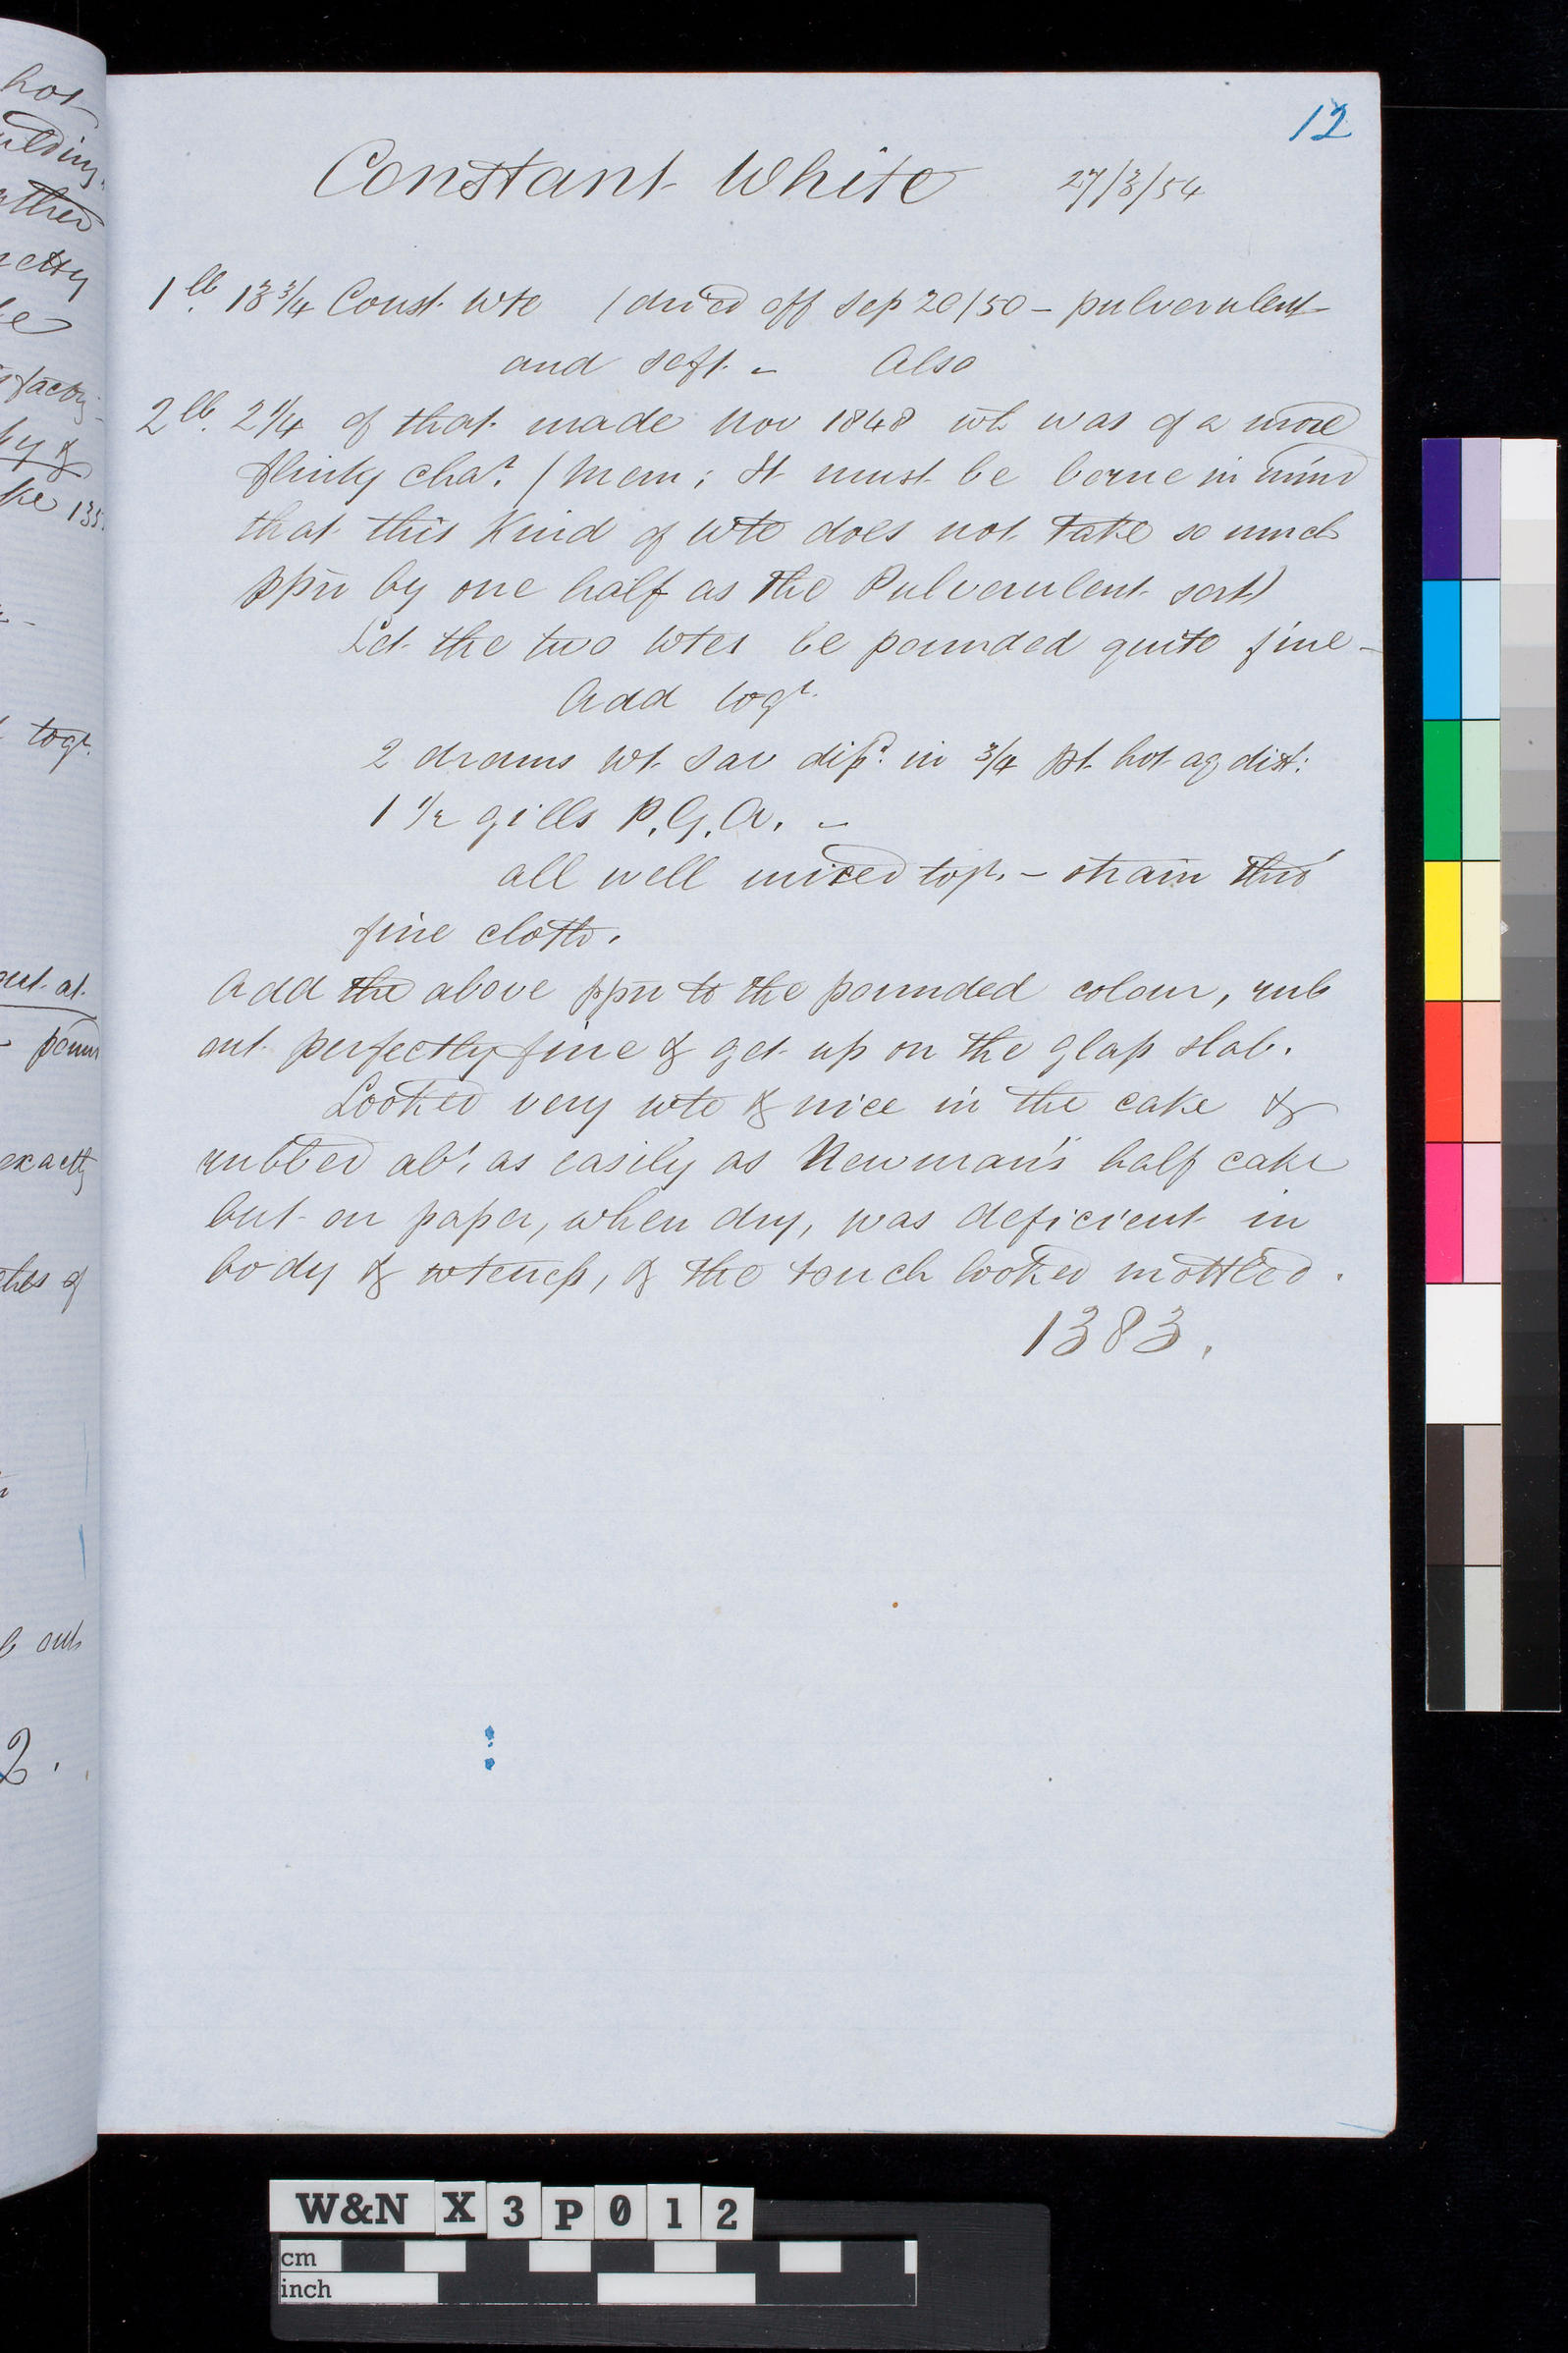 12
Constant White 27/3/54
1 lb. 13 3/4 Const. Wte (dried off Sep 20/50 – pulverulent
and soft. – Also
2 lb. 2 1/4 of that made Nov 1848 wh was of a more
flinty char. (Mem; It must be borne in mind
that this kind of Wte does not take so much
ppn by one half as the Pulverulent sort)
Let the two Wtes be pounded quite fine –
Add togr.
2 drams Wt. Sav dissd. in 3/4 pt. hot aq dist:
1 1/2 gills P.G.A. –
all well mixed togr. – strain thro'
fine cloth.
Add the above ppn to the pounded colour, rub
out perfectly fine & get up on the glass slab.
Looked very wte & nice in the cake &
rubbed abt. as easily as Newman's half cake
but on paper, when dry, was deficient in
body & wteness, & the touch looked mottled.
1383.
hot
ulding
ther
etty
factory
by &
ke 135
togr.
out at.
poun
exactly
ches of
b out
2.
W&N X 3 P 0 1 2
cm
inch